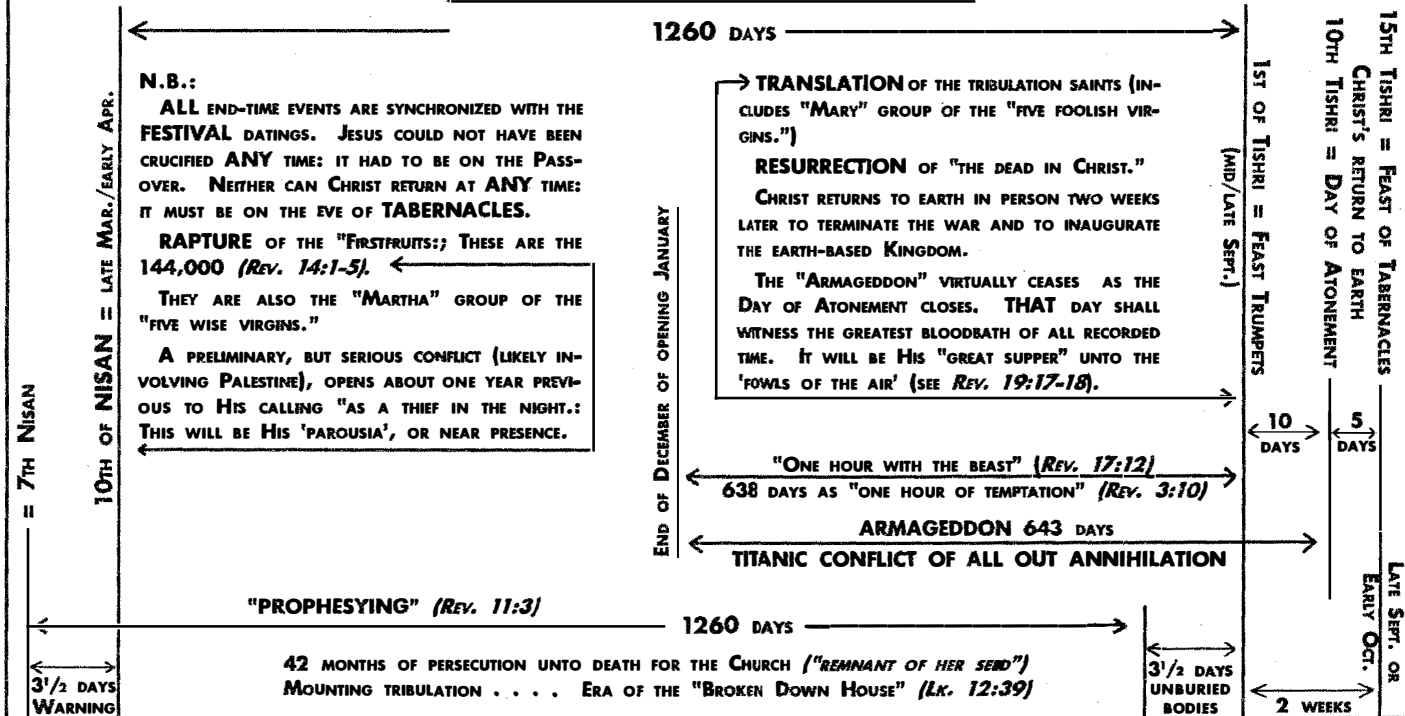 1260 DAYS
= 7TH NISAN
10TH OF NISAN = LATE MAR./EARLY APR.
N.B.:
ALL END-TIME EVENTS ARE SYNCHRONIZED WITH THE
FESTIVAL DATINGS. JESUS COULD NOT HAVE BEEN
CRUCIFIED ANY TIME: IT HAD TO BE ON THE PASS-
OVER. NEITHER CAN CHRIST RETURN AT ANY TIME:
IT MUST BE ON THE EVE OF TABERNACLES.
RAPTURE OF THE "FIRSTFRUITS:; THESE ARE THE
144,000 (REV. 14:1-5).
THEY ARE ALSO THE "MARTHA" GROUP OF THE
"FIVE WISE VIRGINS."
A PRELIMINARY, BUT SERIOUS CONFLICT (LIKELY IN-
VOLVING PALESTINE), OPENS ABOUT ONE YEAR PREVI-
OUS TO HIS CALLING "AS A THIEF IN THE NIGHT.:
THIS WILL BE HIS 'PAROUSIA', OR NEAR PRESENCE.
END OF DECEMBER OF OPENING JANUARY
TRANSLATION OF THE TRIBULATION SAINTS (IN-
CLUDES "MARY" GROUP OF THE "FIVE FOOLISH VIR-
GINS.")
RESURRECTION OF "THE DEAD IN CHRIST."
CHRIST RETURNS TO EARTH IN PERSON TWO WEEKS
LATER TO TERMINATE THE WAR AND TO INAUGURATE
THE EARTH-BASED KINGDOM.
THE "ARMAGEDDON" VIRTUALLY CEASES AS THE
DAY OF ATONEMENT CLOSES. THAT DAY SHALL
WITNESS THE GREATEST BLOODBATH OF ALL RECORDED
TIME. IT WILL BE HIS "GREAT SUPPER" UNTO THE
'FOWLS OF THE AIR' (SEE REV. 19:17-18).
1ST OF TISHRI = FEAST TRUMPETS
(MID/LATE SEPT.)
10TH TISHRI = DAY OF ATONEMENT
CHRIST'S RETURN TO EARTH
15TH TISHRI = FEAST OF TABERNACLES
10
DAYS
5
DAYS
"ONE HOUR WITH THE BEAST" (REV. 17:12)
638 DAYS AS "ONE HOUR OF TEMPTATION" (REV. 3:10)
ARMAGEDDON 643 DAYS
TITANIC CONFLICT OF ALL OUT ANNIHILATION
LATE SEPT. OR
EARLY OCT.
"PROPHESYING" (REV. 11:3)
1260 DAYS
3½ DAYS
WARNING
42 MONTHS OF PERSECUTION UNTO DEATH FOR THE CHURCH ("REMNANT OF HER SEED")
MOUNTING TRIBULATION . . . . ERA OF THE "BROKEN DOWN HOUSE" (LK. 12:39)
3½ DAYS
UNBURIED
BODIES
2 WEEKS